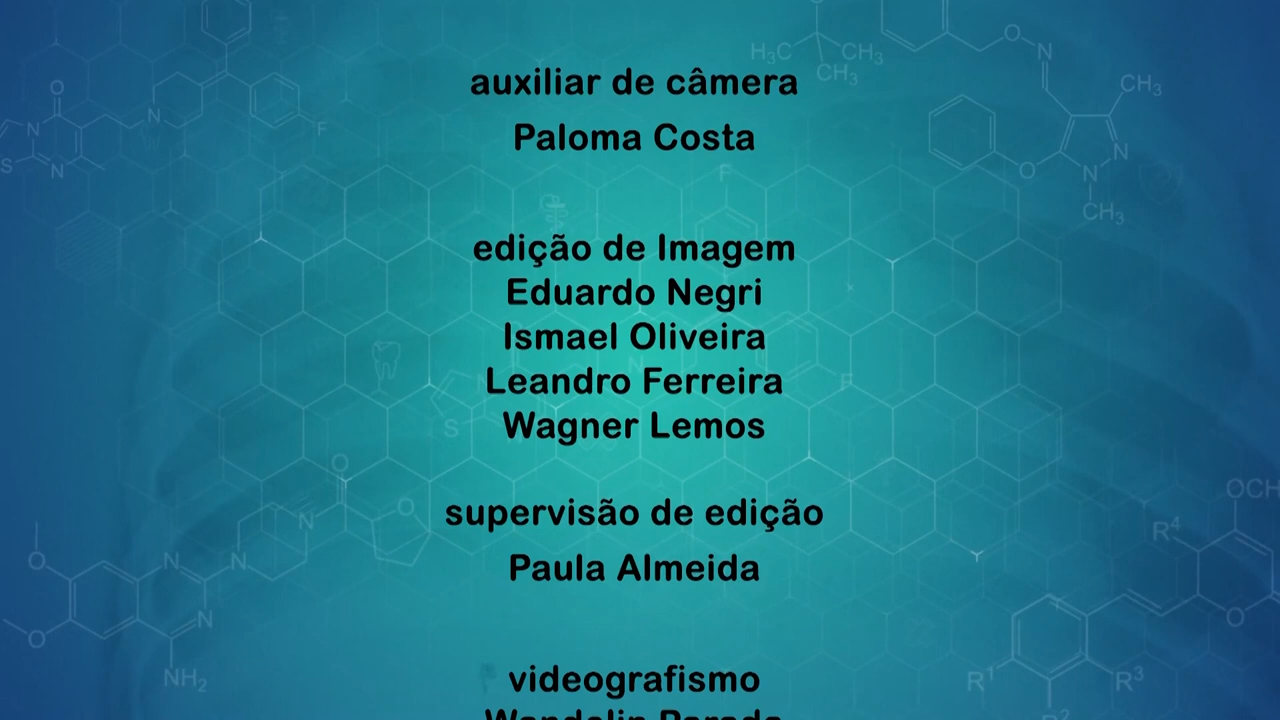 auxiliar de câmera
Paloma Costa
edição de Imagem
Eduardo Negri
Ismael Oliveira
Leandro Ferreira
Wagner Lemos
supervisão de edição
Paula Almeida
videografismo